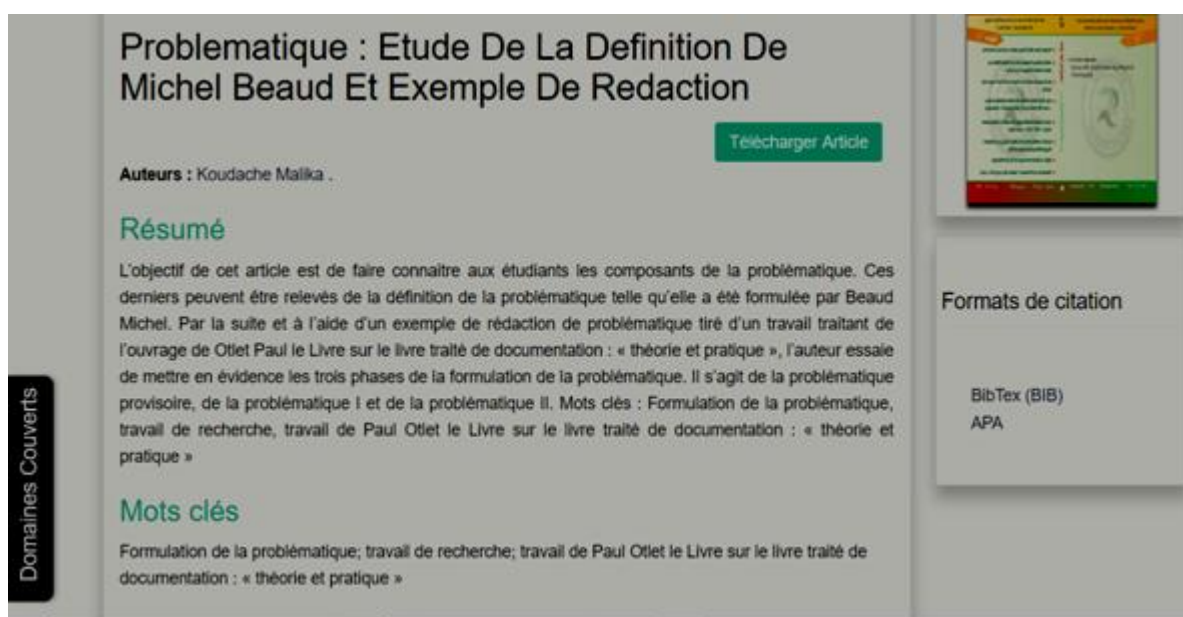 Problematique : Etude De La Definition De
Michel Beaud Et Exemple De Redaction
Télécharger Article
Auteurs : Koudache Malika .
Résumé
L'objectif de cet article est de faire connaitre aux étudiants les composants de la problématique. Ces
derniers peuvent être relevés de la définition de la problématique telle qu'elle a été formulée par Beaud
Michel. Par la suite et à l'aide d'un exemple de rédaction de problématique tiré d'un travail traitant de
l'ouvrage de Otlet Paul le Livre sur le livre traité de documentation : « théorie et pratique », l'auteur essaie
de mettre en évidence les trois phases de la formulation de la problématique. Il s'agit de la problématique
provisoire, de la problématique I et de la problématique II. Mots clés : Formulation de la problématique,
travail de recherche, travail de Paul Otlet le Livre sur le livre traité de documentation : « théorie et
pratique »
Mots clés
Formulation de la problématique; travail de recherche; travail de Paul Otlet le Livre sur le livre traité de
documentation : « théorie et pratique »
Formats de citation
BibTex (BIB)
APA
Domaines Couverts